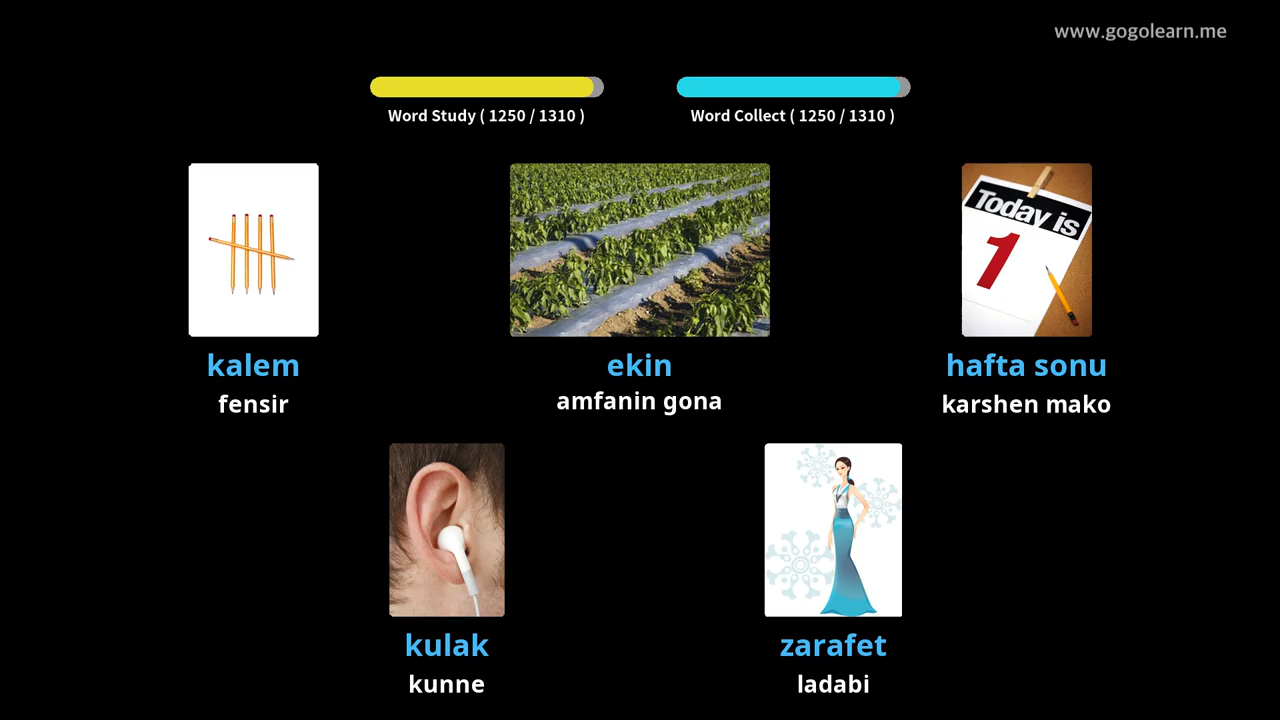 www.gogolearn.me
Word Study ( 1250 / 1310 )
Word Collect ( 1250 / 1310 )
Today is
1
kalem
ekin
hafta sonu
fensir
amfanin gona
karshen mako
kulak
zarafet
kunne
ladabi